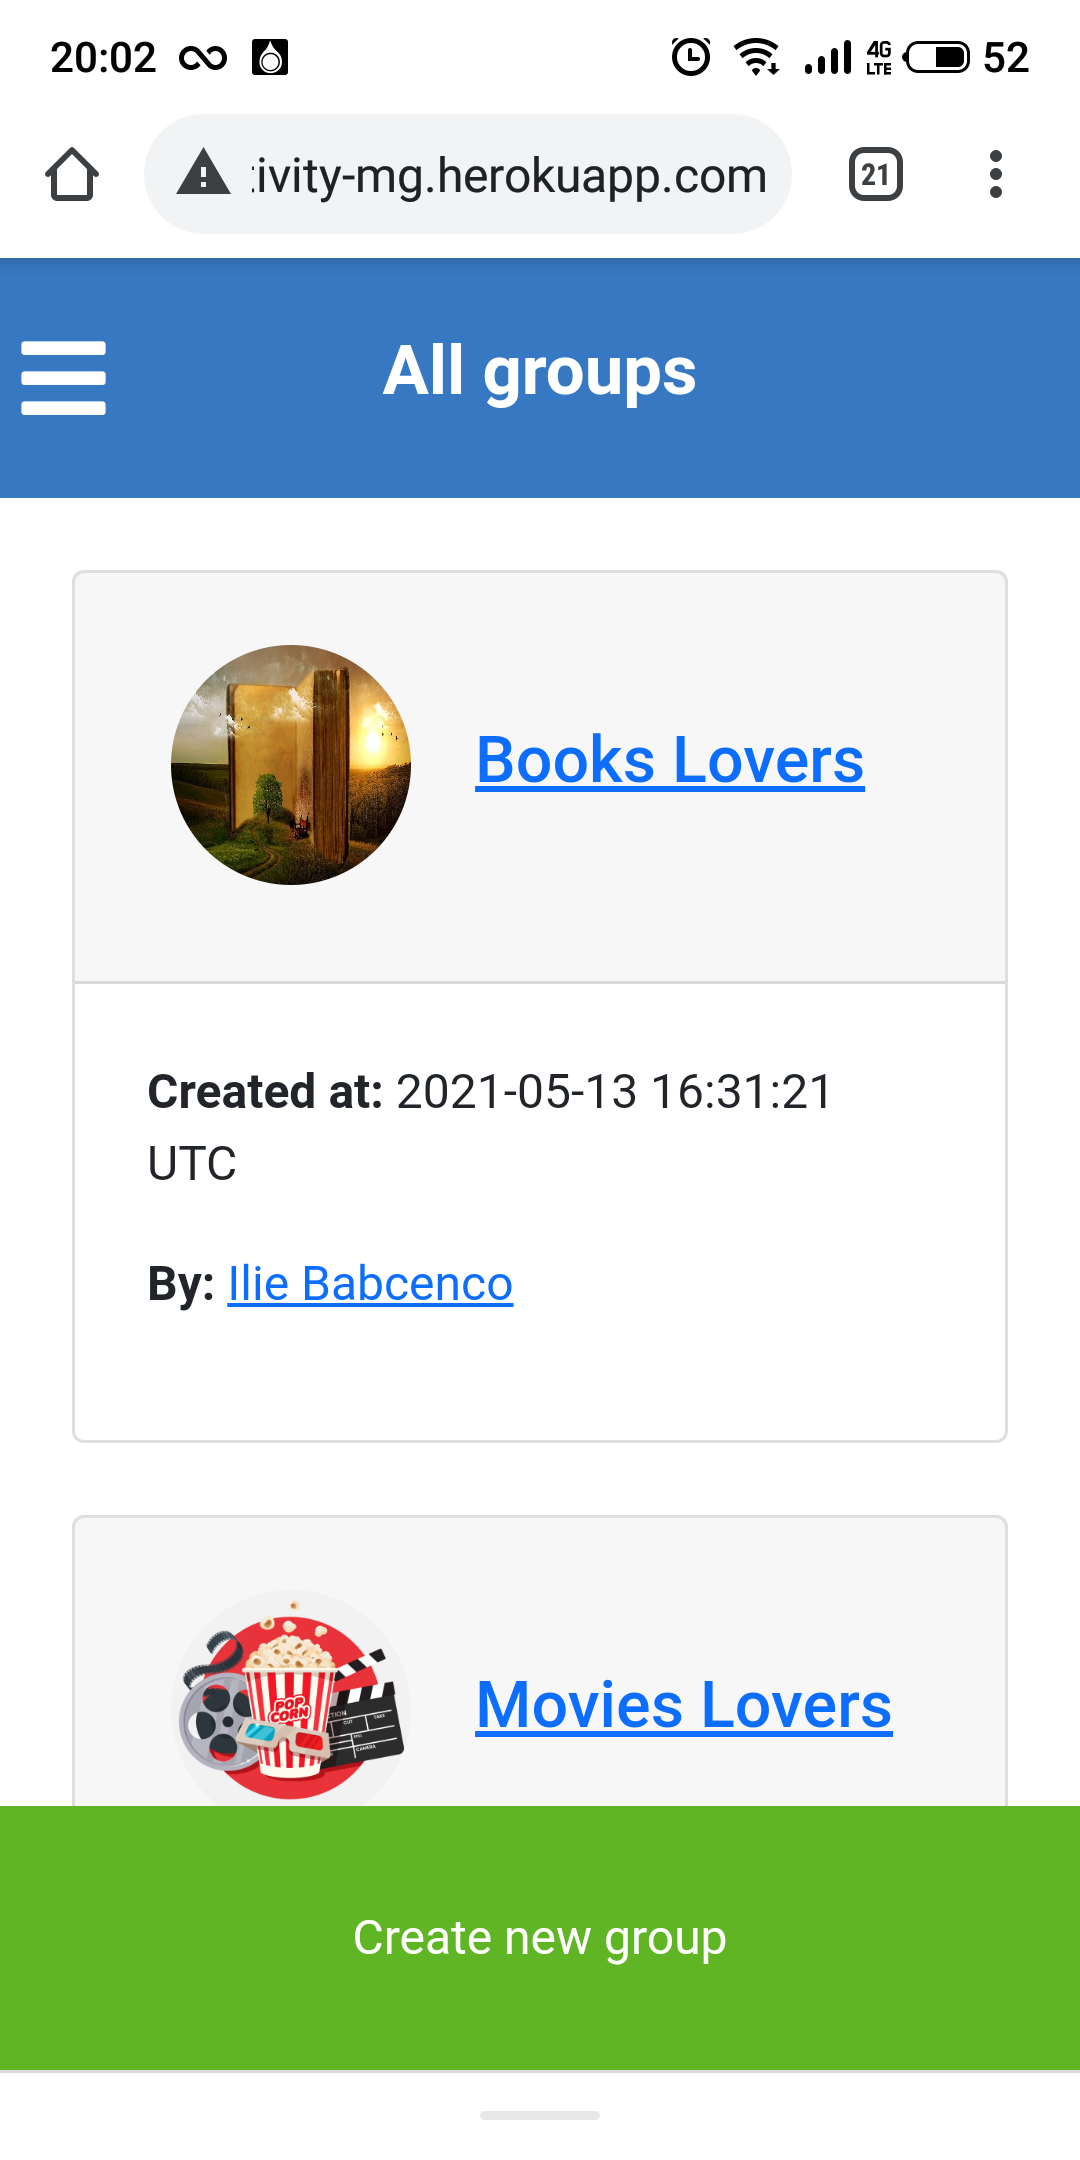 20:02 4G LTE 52
:ivity-mg.herokuapp.com 21
All groups
Books Lovers
Created at: 2021-05-13 16:31:21
UTC
By: Ilie Babcenco
POP
CORN
Movies Lovers
Create new group